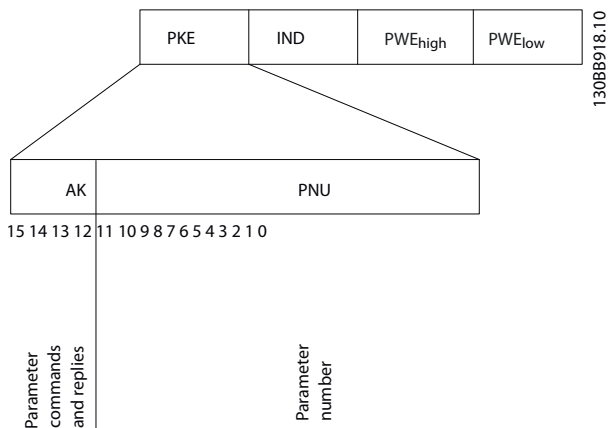 PKE IND PWEhigh PWElow
130BB918.10
AK PNU
15 14 13 12 11 10 9 8 7 6 5 4 3 2 1 0
Parameter
commands
and replies
Parameter
number